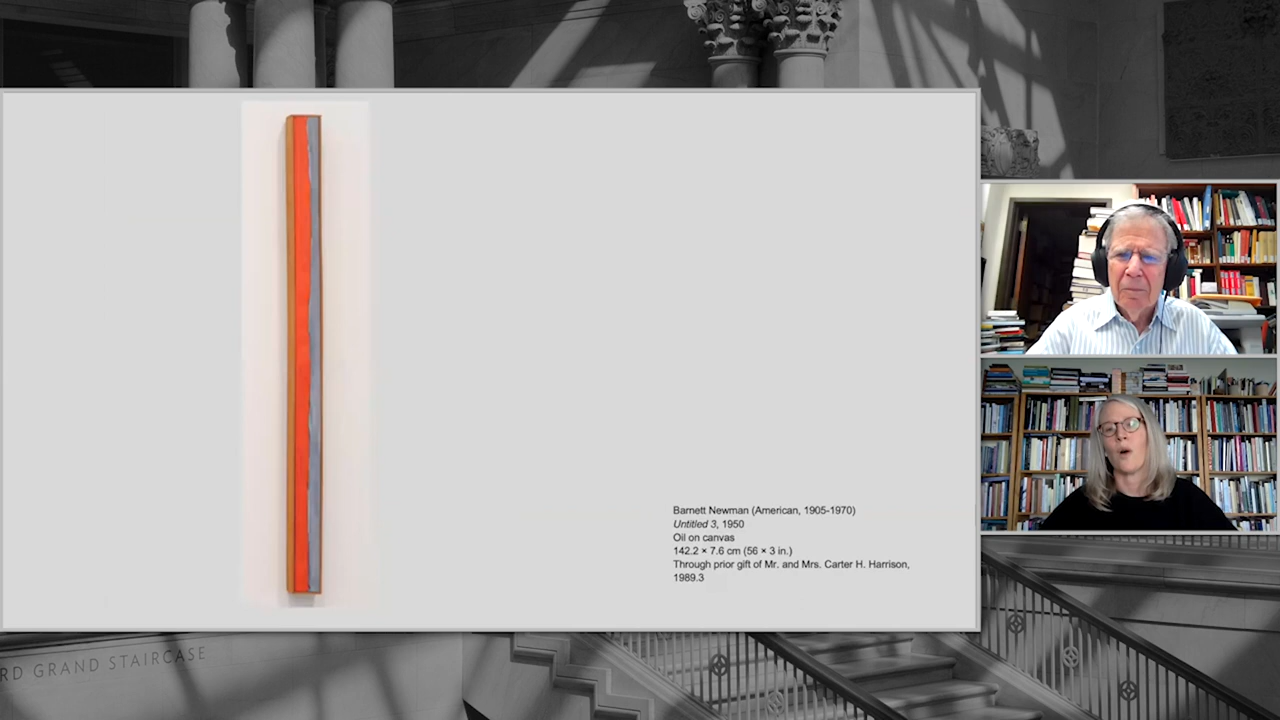 Barnett Newman (American, 1905-1970)
Untitled 3, 1950
Oil on canvas
142.2 × 7.6 cm (56 × 3 in.)
Through prior gift of Mr. and Mrs. Carter H. Harrison,
1989.3
RD GRAND STAIRCASE